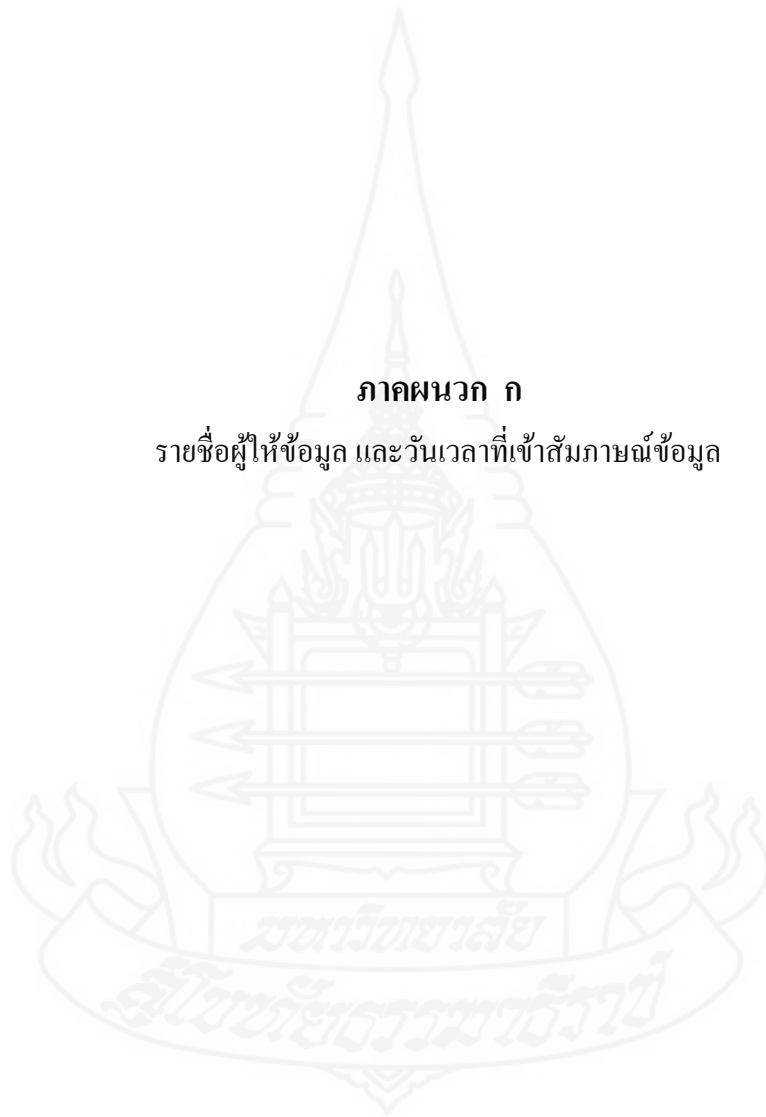 ภาคผนวก ก
รายชื่อผู้ให้ข้อมูล และวันเวลาที่เข้าสัมภาษณ์ข้อมูล
มหาวิทยาลัย
สุโขทัยธรรมาธิราช